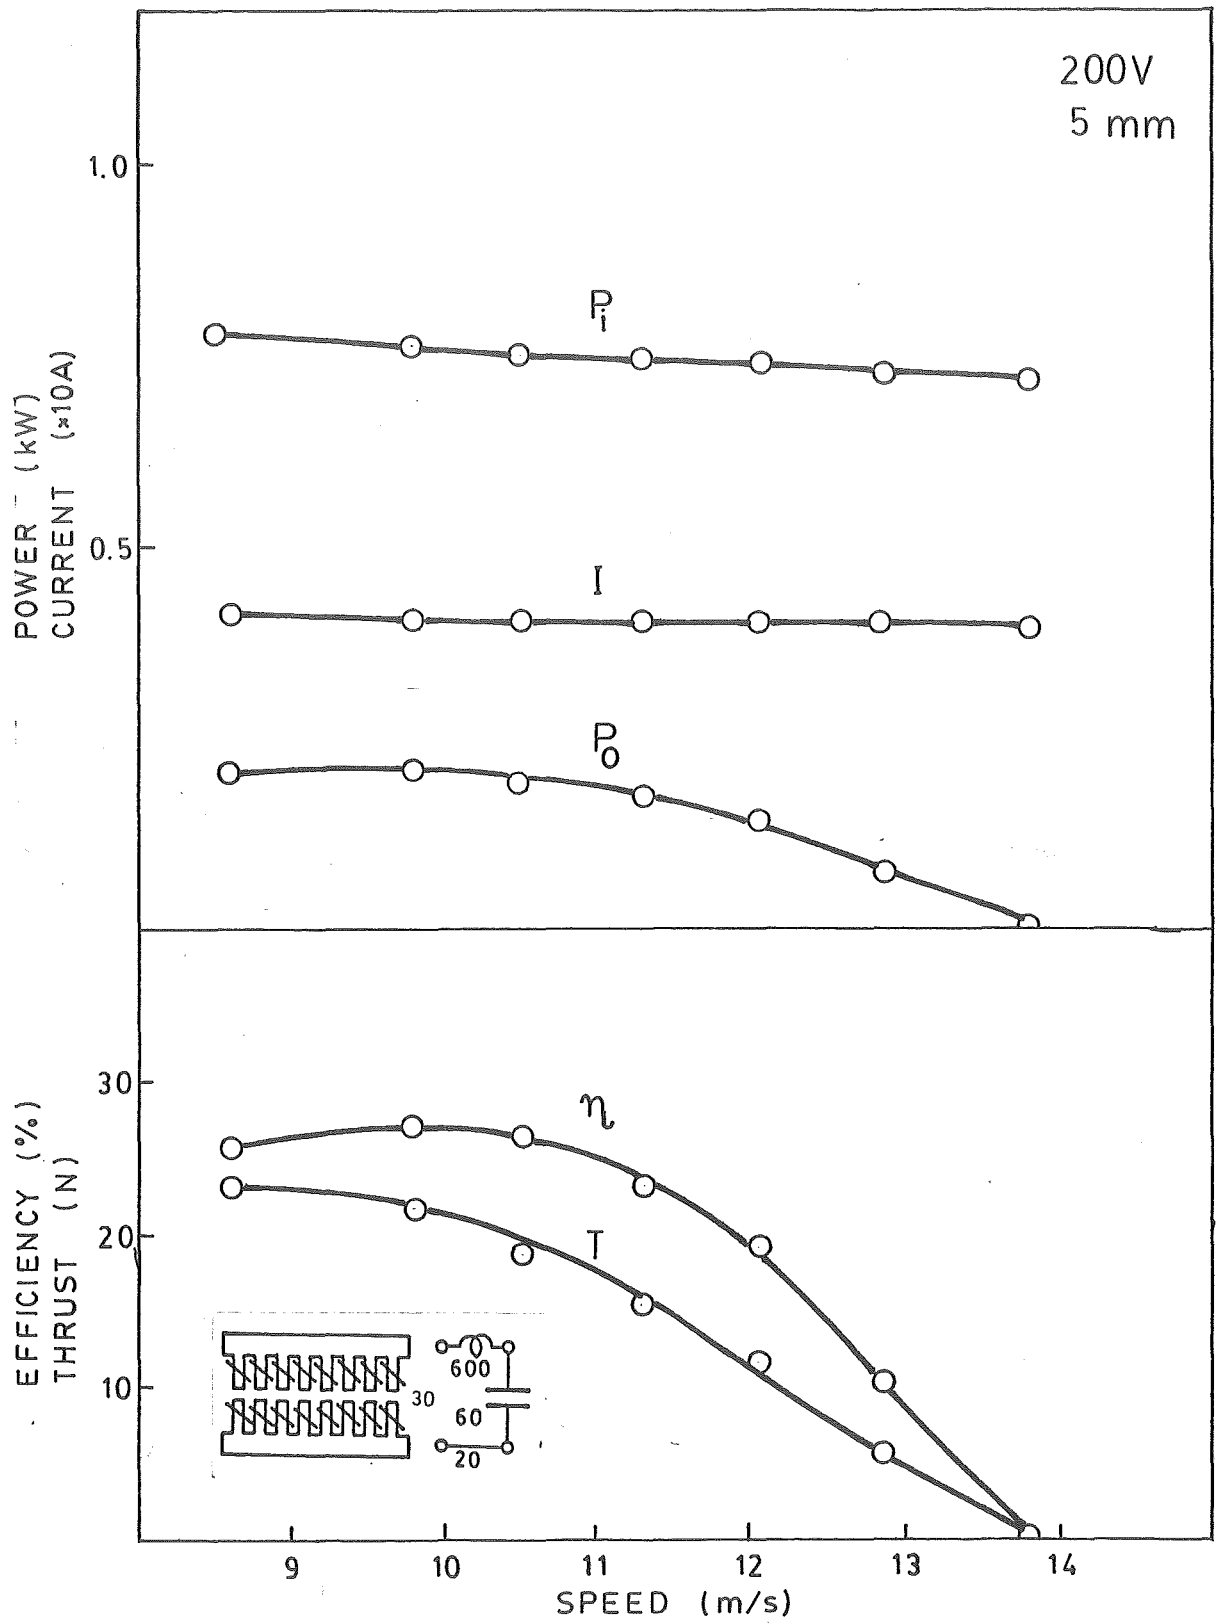 200V
5 mm
1.0
0.5
POWER (kW)
CURRENT (×10A)
Pi
I
Po
30
20
10
EFFICIENCY (%)
THRUST (N)
η
T
600
30
60
20
9 10 11 12 13 14
SPEED (m/s)